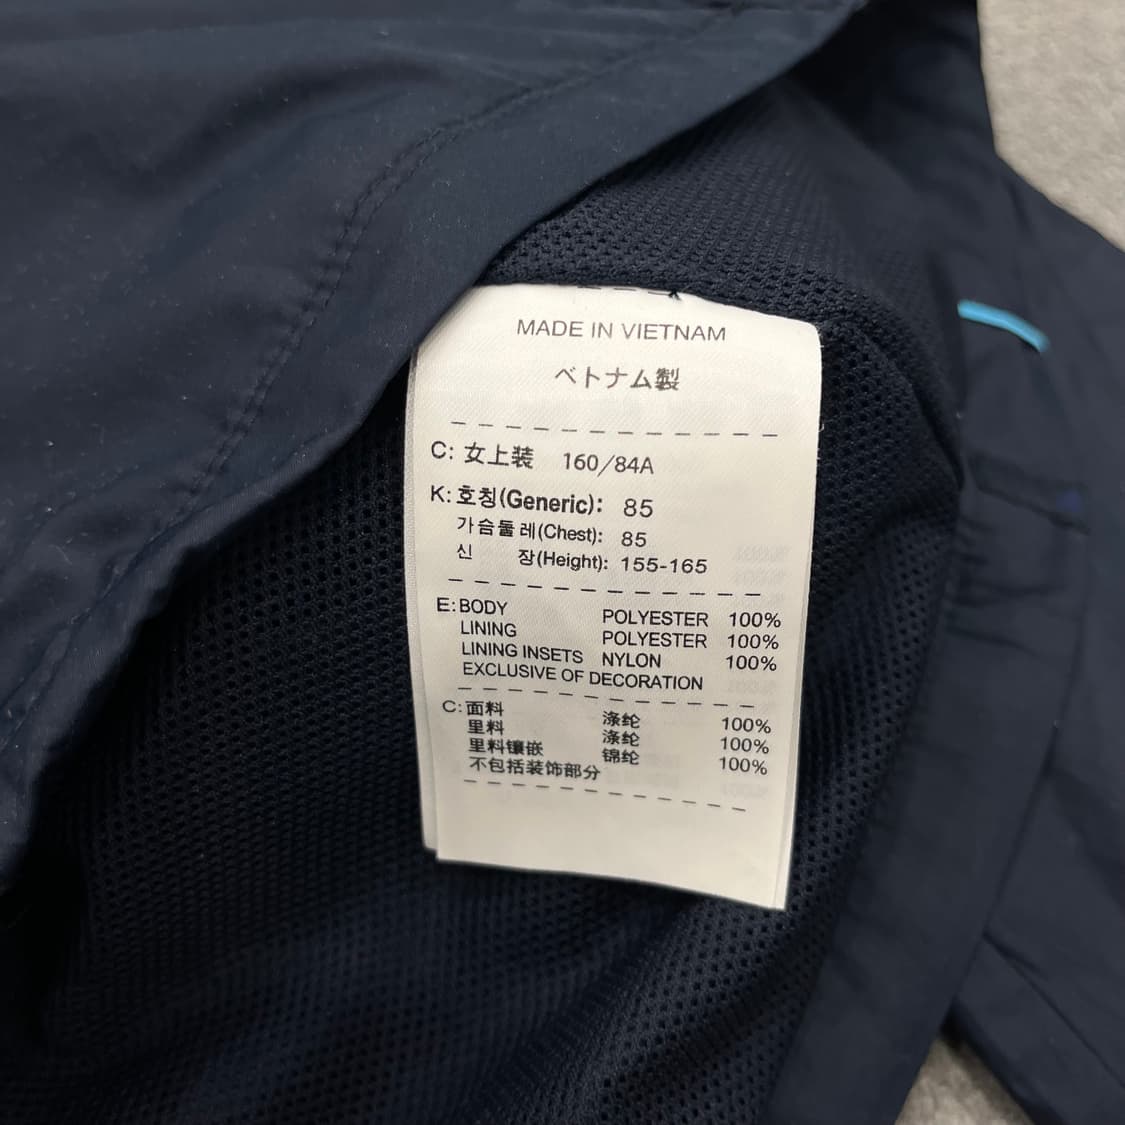 MADE IN VIETNAM
ベトナム製
C: 女上装 160/84A
K: 호칭(Generic): 85
가슴둘레(Chest): 85
신 장(Height): 155-165
E: BODY POLYESTER 100%
LINING POLYESTER 100%
LINING INSETS NYLON 100%
EXCLUSIVE OF DECORATION
C: 面料 涤纶 100%
里料 涤纶 100%
里料镶嵌 锦纶 100%
不包括装饰部分